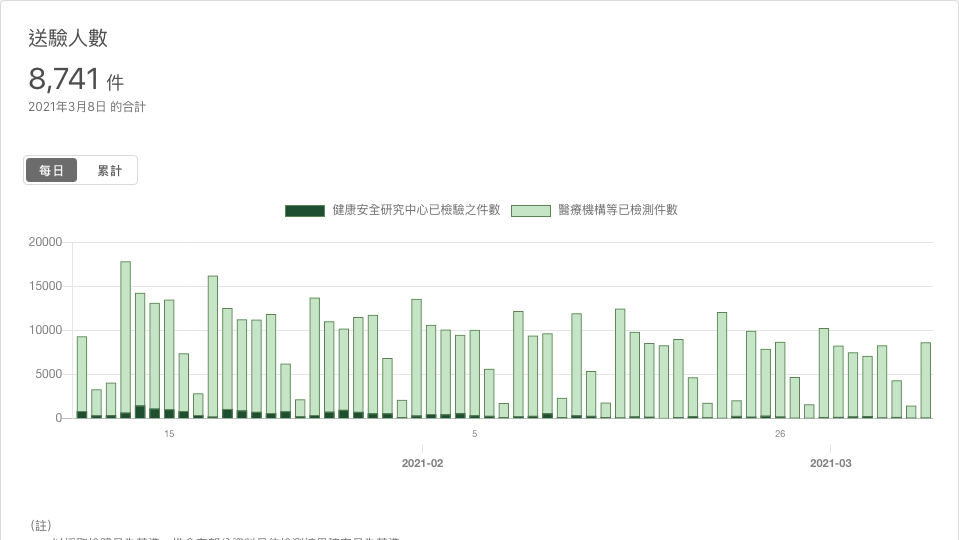 送驗人數
8,741 件
2021年3月8日 的合計
每日 累計
健康安全研究中心已檢驗之件數 醫療機構等已檢測件數
20000
15000
10000
5000
0
15 5 26
2021-02 2021-03
（註）